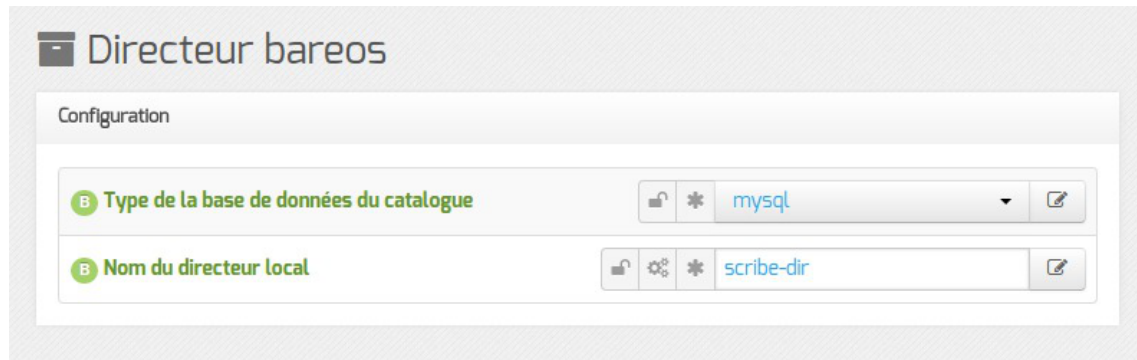 Directeur bareos
Configuration
B Type de la base de données du catalogue mysql
B Nom du directeur local scribe-dir